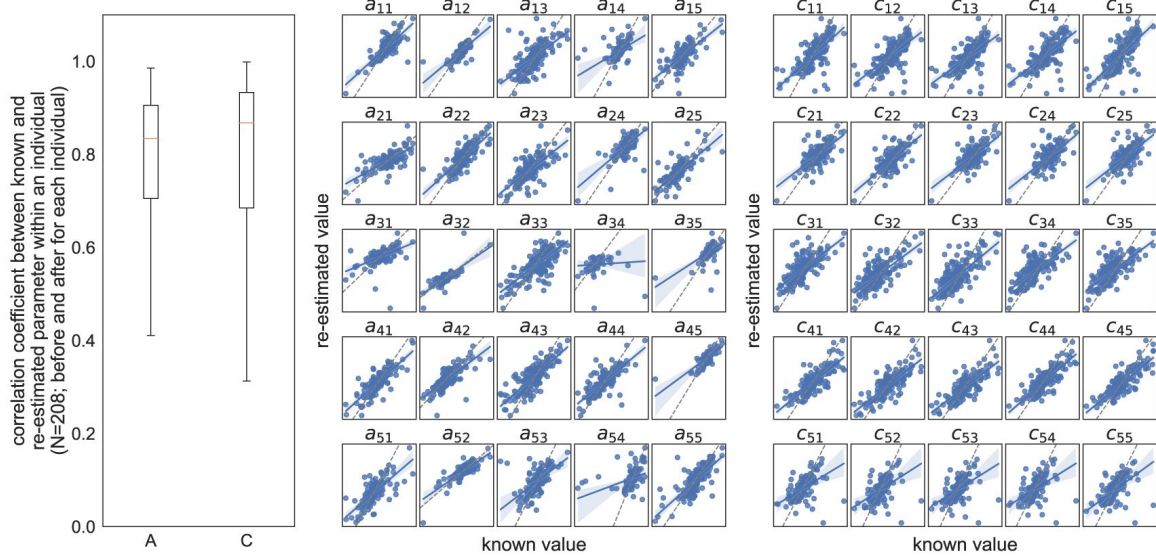 correlation coefficient between known and
re-estimated parameter within an individual
(N=208; before and after for each individual)
1.0
0.8
0.6
0.4
0.2
0.0
A C
re-estimated value
a11 a12 a13 a14 a15
a21 a22 a23 a24 a25
a31 a32 a33 a34 a35
a41 a42 a43 a44 a45
a51 a52 a53 a54 a55
known value
re-estimated value
c11 c12 c13 c14 c15
c21 c22 c23 c24 c25
c31 c32 c33 c34 c35
c41 c42 c43 c44 c45
c51 c52 c53 c54 c55
known value